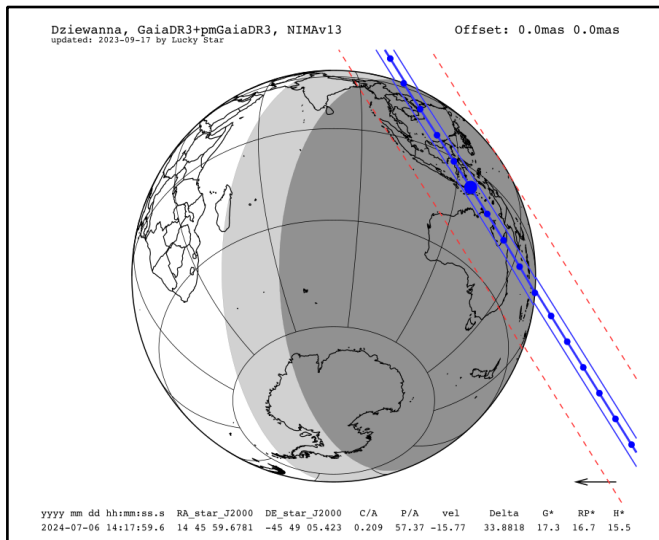 Dziewanna, GaiaDR3+pmGaiaDR3, NIMAv13 Offset: 0.0mas 0.0mas
updated: 2023-09-17 by Lucky Star
yyyy mm dd hh:mm:ss.s RA_star_J2000 DE_star_J2000 C/A P/A vel Delta G* RP* H*
2024-07-06 14:17:59.6 14 45 59.6781 -45 49 05.423 0.209 57.37 -15.77 33.8818 17.3 16.7 15.5